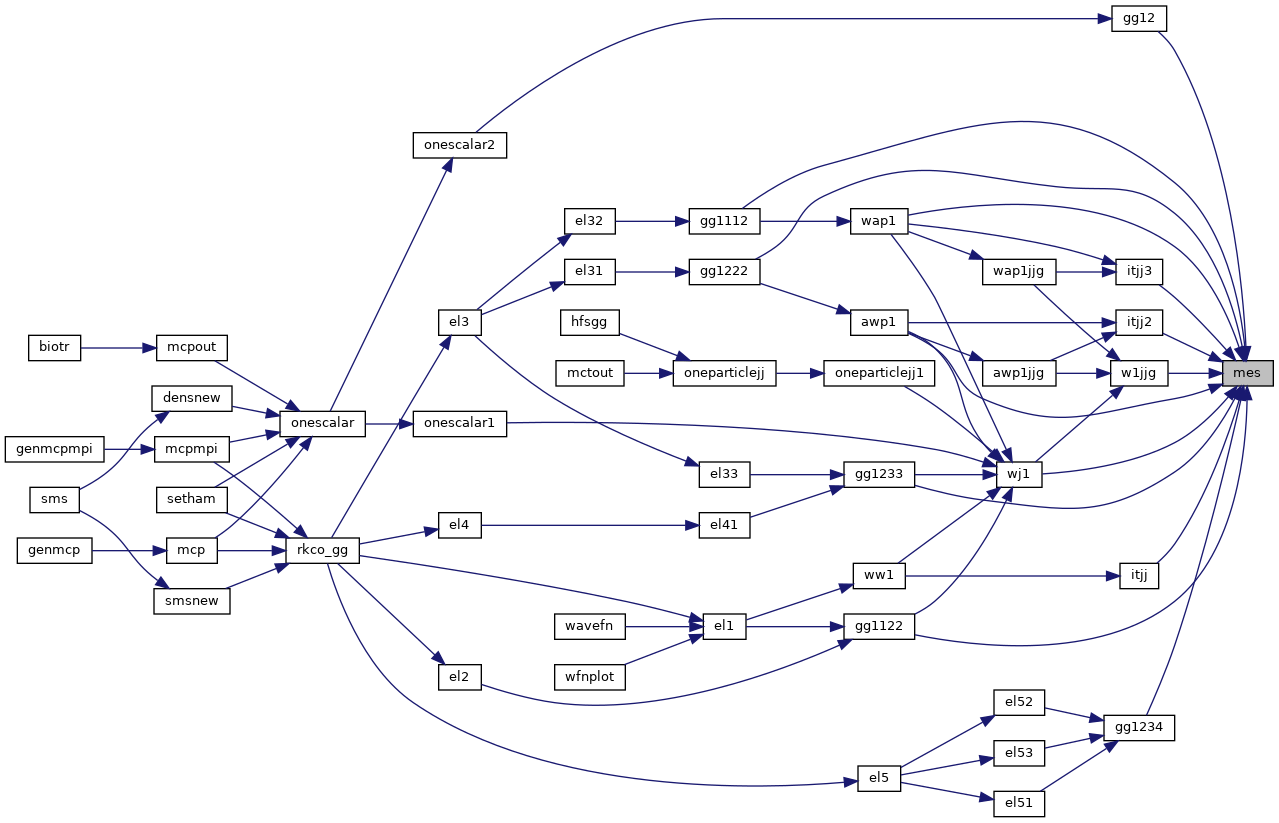 gg12
onescalar2
el32
gg1112
wap1
el31
gg1222
wap1jjg
itjj3
el3
hfsgg
awp1
itjj2
biotr
mcpout
mctout
oneparticlejj
oneparticlejj1
awp1jjg
w1jjg
mes
densnew
onescalar
onescalar1
genmcpmpi
mcpmpi
el33
gg1233
wj1
sms
setham
el4
el41
genmcp
mcp
rkco_gg
ww1
itjj
smsnew
wavefn
el1
gg1122
el2
wfnplot
el52
gg1234
el53
el5
el51